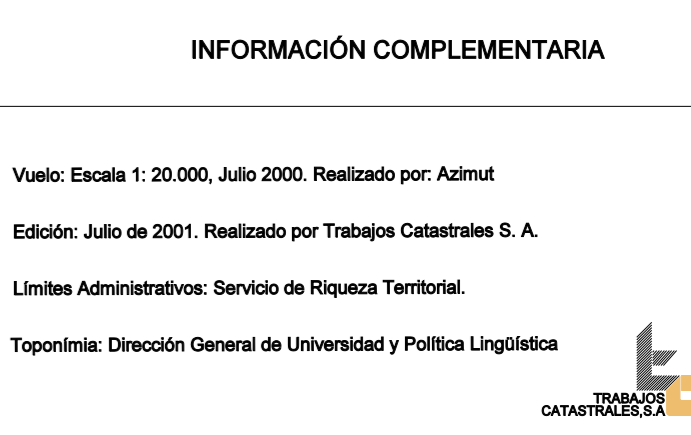 INFORMACIÓN COMPLEMENTARIA
Vuelo: Escala 1: 20.000, Julio 2000. Realizado por: Azimut
Edición: Julio de 2001. Realizado por Trabajos Catastrales S. A.
Límites Administrativos: Servicio de Riqueza Territorial.
Toponímia: Dirección General de Universidad y Política Lingüística
TRABAJOS
CATASTRALES,S.A